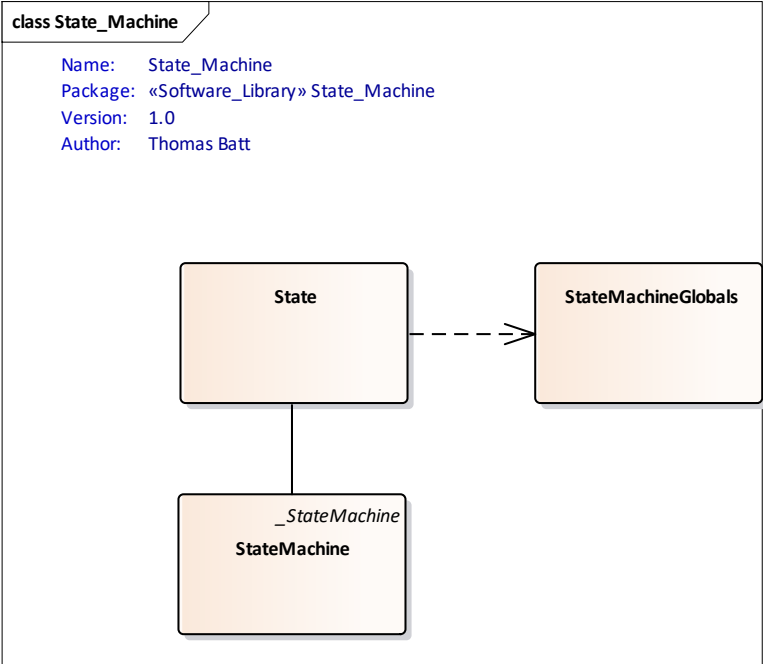 class State_Machine
Name: State_Machine
Package: «Software_Library» State_Machine
Version: 1.0
Author: Thomas Batt
State
StateMachineGlobals
_StateMachine
StateMachine